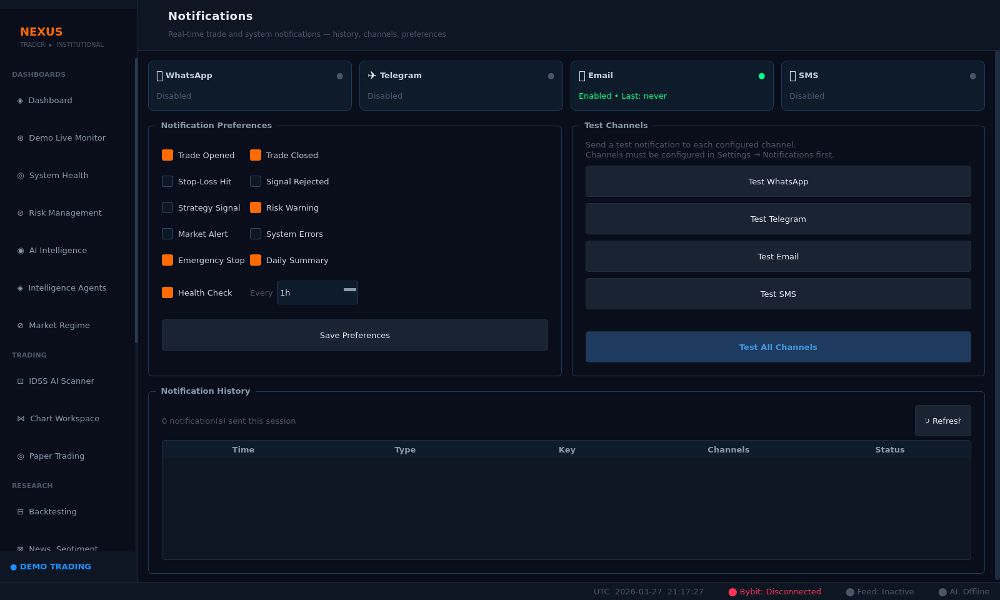 NEXUS
TRADER ▸ INSTITUTIONAL
DASHBOARDS
◈ Dashboard
⊛ Demo Live Monitor
◎ System Health
⊘ Risk Management
◉ AI Intelligence
◈ Intelligence Agents
⊘ Market Regime
TRADING
⊡ IDSS AI Scanner
⋈ Chart Workspace
◎ Paper Trading
RESEARCH
⊟ Backtesting
⊠ News Sentiment
● DEMO TRADING
Notifications
Real-time trade and system notifications — history, channels, preferences
WhatsApp ●
Disabled
✈ Telegram ●
Disabled
Email ●
Enabled • Last: never
SMS ●
Disabled
Notification Preferences
Trade Opened
Trade Closed
Stop-Loss Hit
Signal Rejected
Strategy Signal
Risk Warning
Market Alert
System Errors
Emergency Stop
Daily Summary
Health Check
Every
1h
Save Preferences
Test Channels
Send a test notification to each configured channel.
Channels must be configured in Settings → Notifications first.
Test WhatsApp
Test Telegram
Test Email
Test SMS
Test All Channels
Notification History
0 notification(s) sent this session
↻ Refresh
Time Type Key Channels Status
UTC 2026-03-27 21:17:27
● Bybit: Disconnected
● Feed: Inactive
● AI: Offline